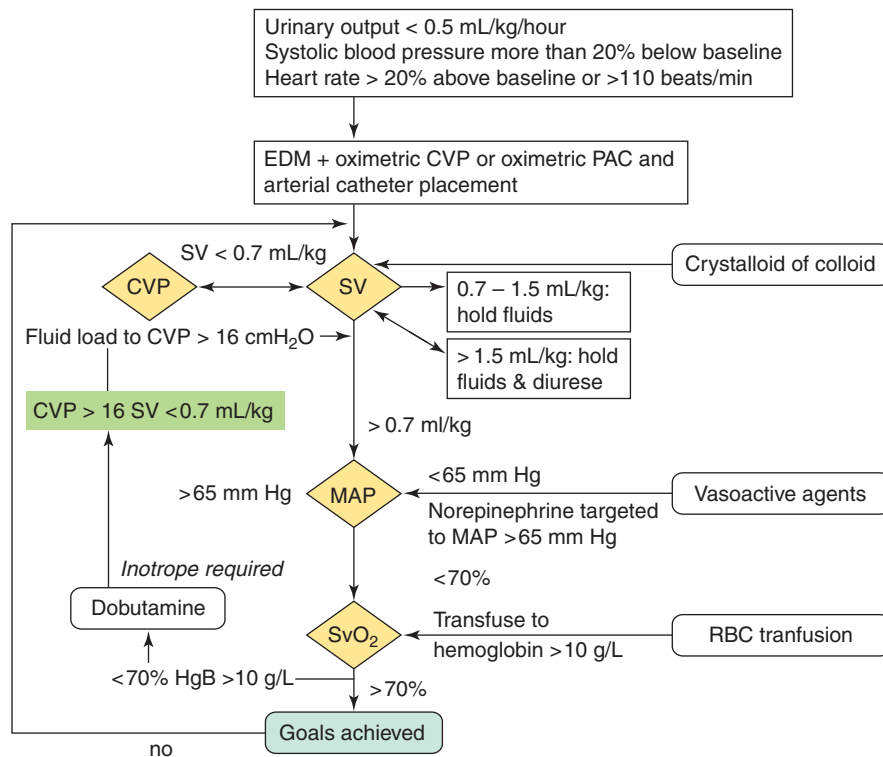 Urinary output < 0.5 mL/kg/hour
Systolic blood pressure more than 20% below baseline
Heart rate > 20% above baseline or >110 beats/min
EDM + oximetric CVP or oximetric PAC and
arterial catheter placement
SV < 0.7 mL/kg
CVP
SV
Crystalloid of colloid
0.7 – 1.5 mL/kg:
hold fluids
Fluid load to CVP > 16 cmH₂O
> 1.5 mL/kg: hold
fluids & diurese
CVP > 16 SV <0.7 mL/kg
> 0.7 ml/kg
>65 mm Hg
MAP
<65 mm Hg
Norepinephrine targeted
to MAP >65 mm Hg
Vasoactive agents
Inotrope required
<70%
Dobutamine
SvO₂
Transfuse to
hemoglobin >10 g/L
RBC tranfusion
<70% HgB >10 g/L
>70%
Goals achieved
no